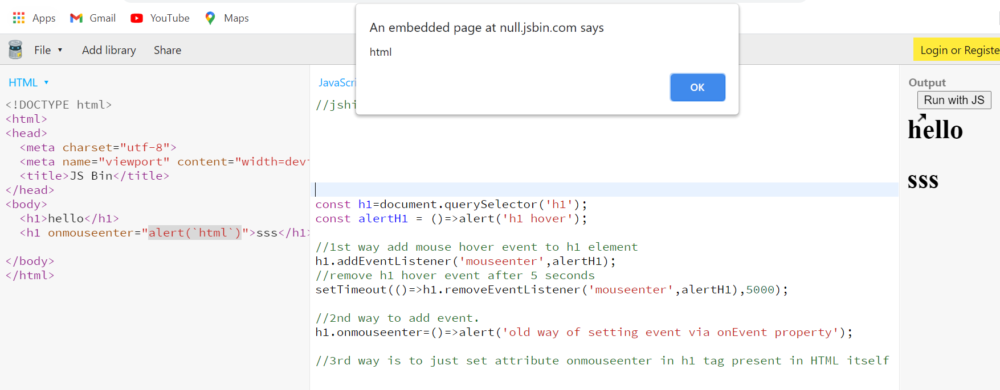 Apps Gmail YouTube Maps
An embedded page at null.jsbin.com says
html
OK
File Add library Share
Login or Registe
HTML
<!DOCTYPE html>
<html>
<head>
<meta charset="utf-8">
<meta name="viewport" content="width=devi
<title>JS Bin</title>
</head>
<body>
<h1>hello</h1>
<h1 onmouseenter="alert(`html`)">sss</h1>
</body>
</html>
JavaScri
//jshi
const h1=document.querySelector('h1');
const alertH1 = ()=>alert('h1 hover');
//1st way add mouse hover event to h1 element
h1.addEventListener('mouseenter',alertH1);
//remove h1 hover event after 5 seconds
setTimeout(()=>h1.removeEventListener('mouseenter',alertH1),5000);
//2nd way to add event.
h1.onmouseenter=()=>alert('old way of setting event via onEvent property');
//3rd way is to just set attribute onmouseenter in h1 tag present in HTML itself
Output
Run with JS
hello
sss